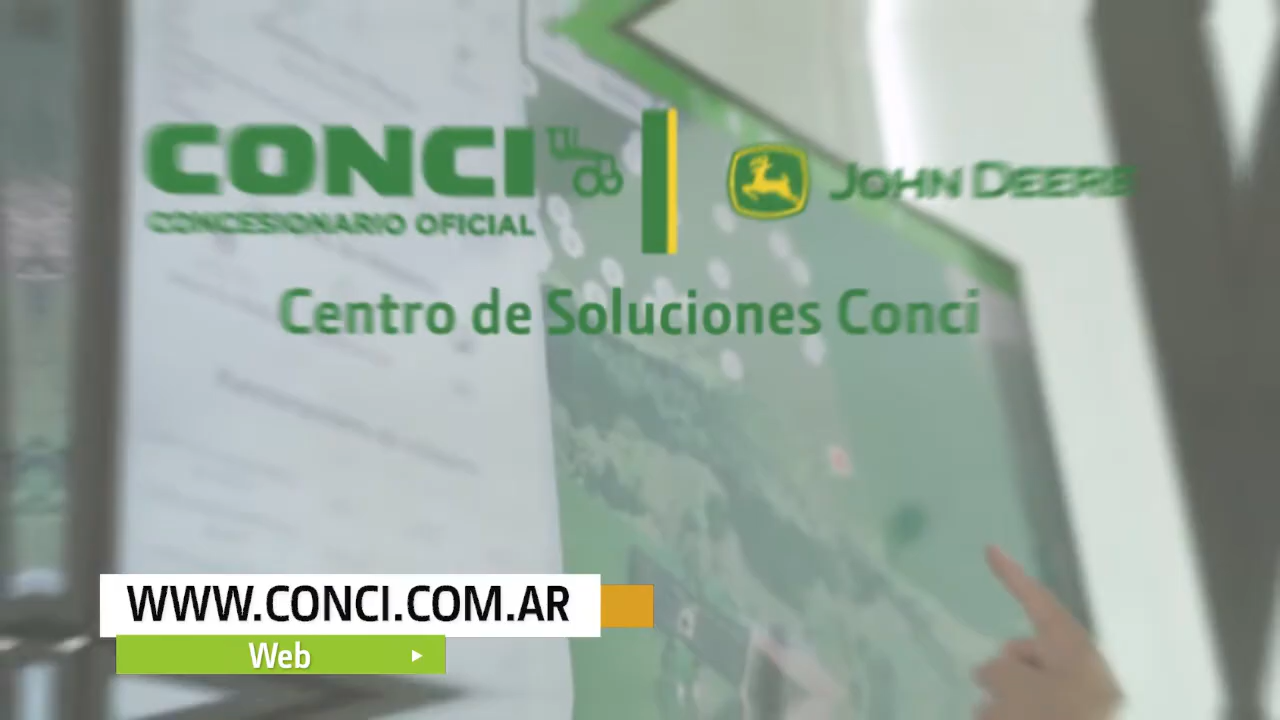 CONCI
CONCESIONARIO OFICIAL
JOHN DEERE
Centro de Soluciones Conci
WWW.CONCI.COM.AR
Web